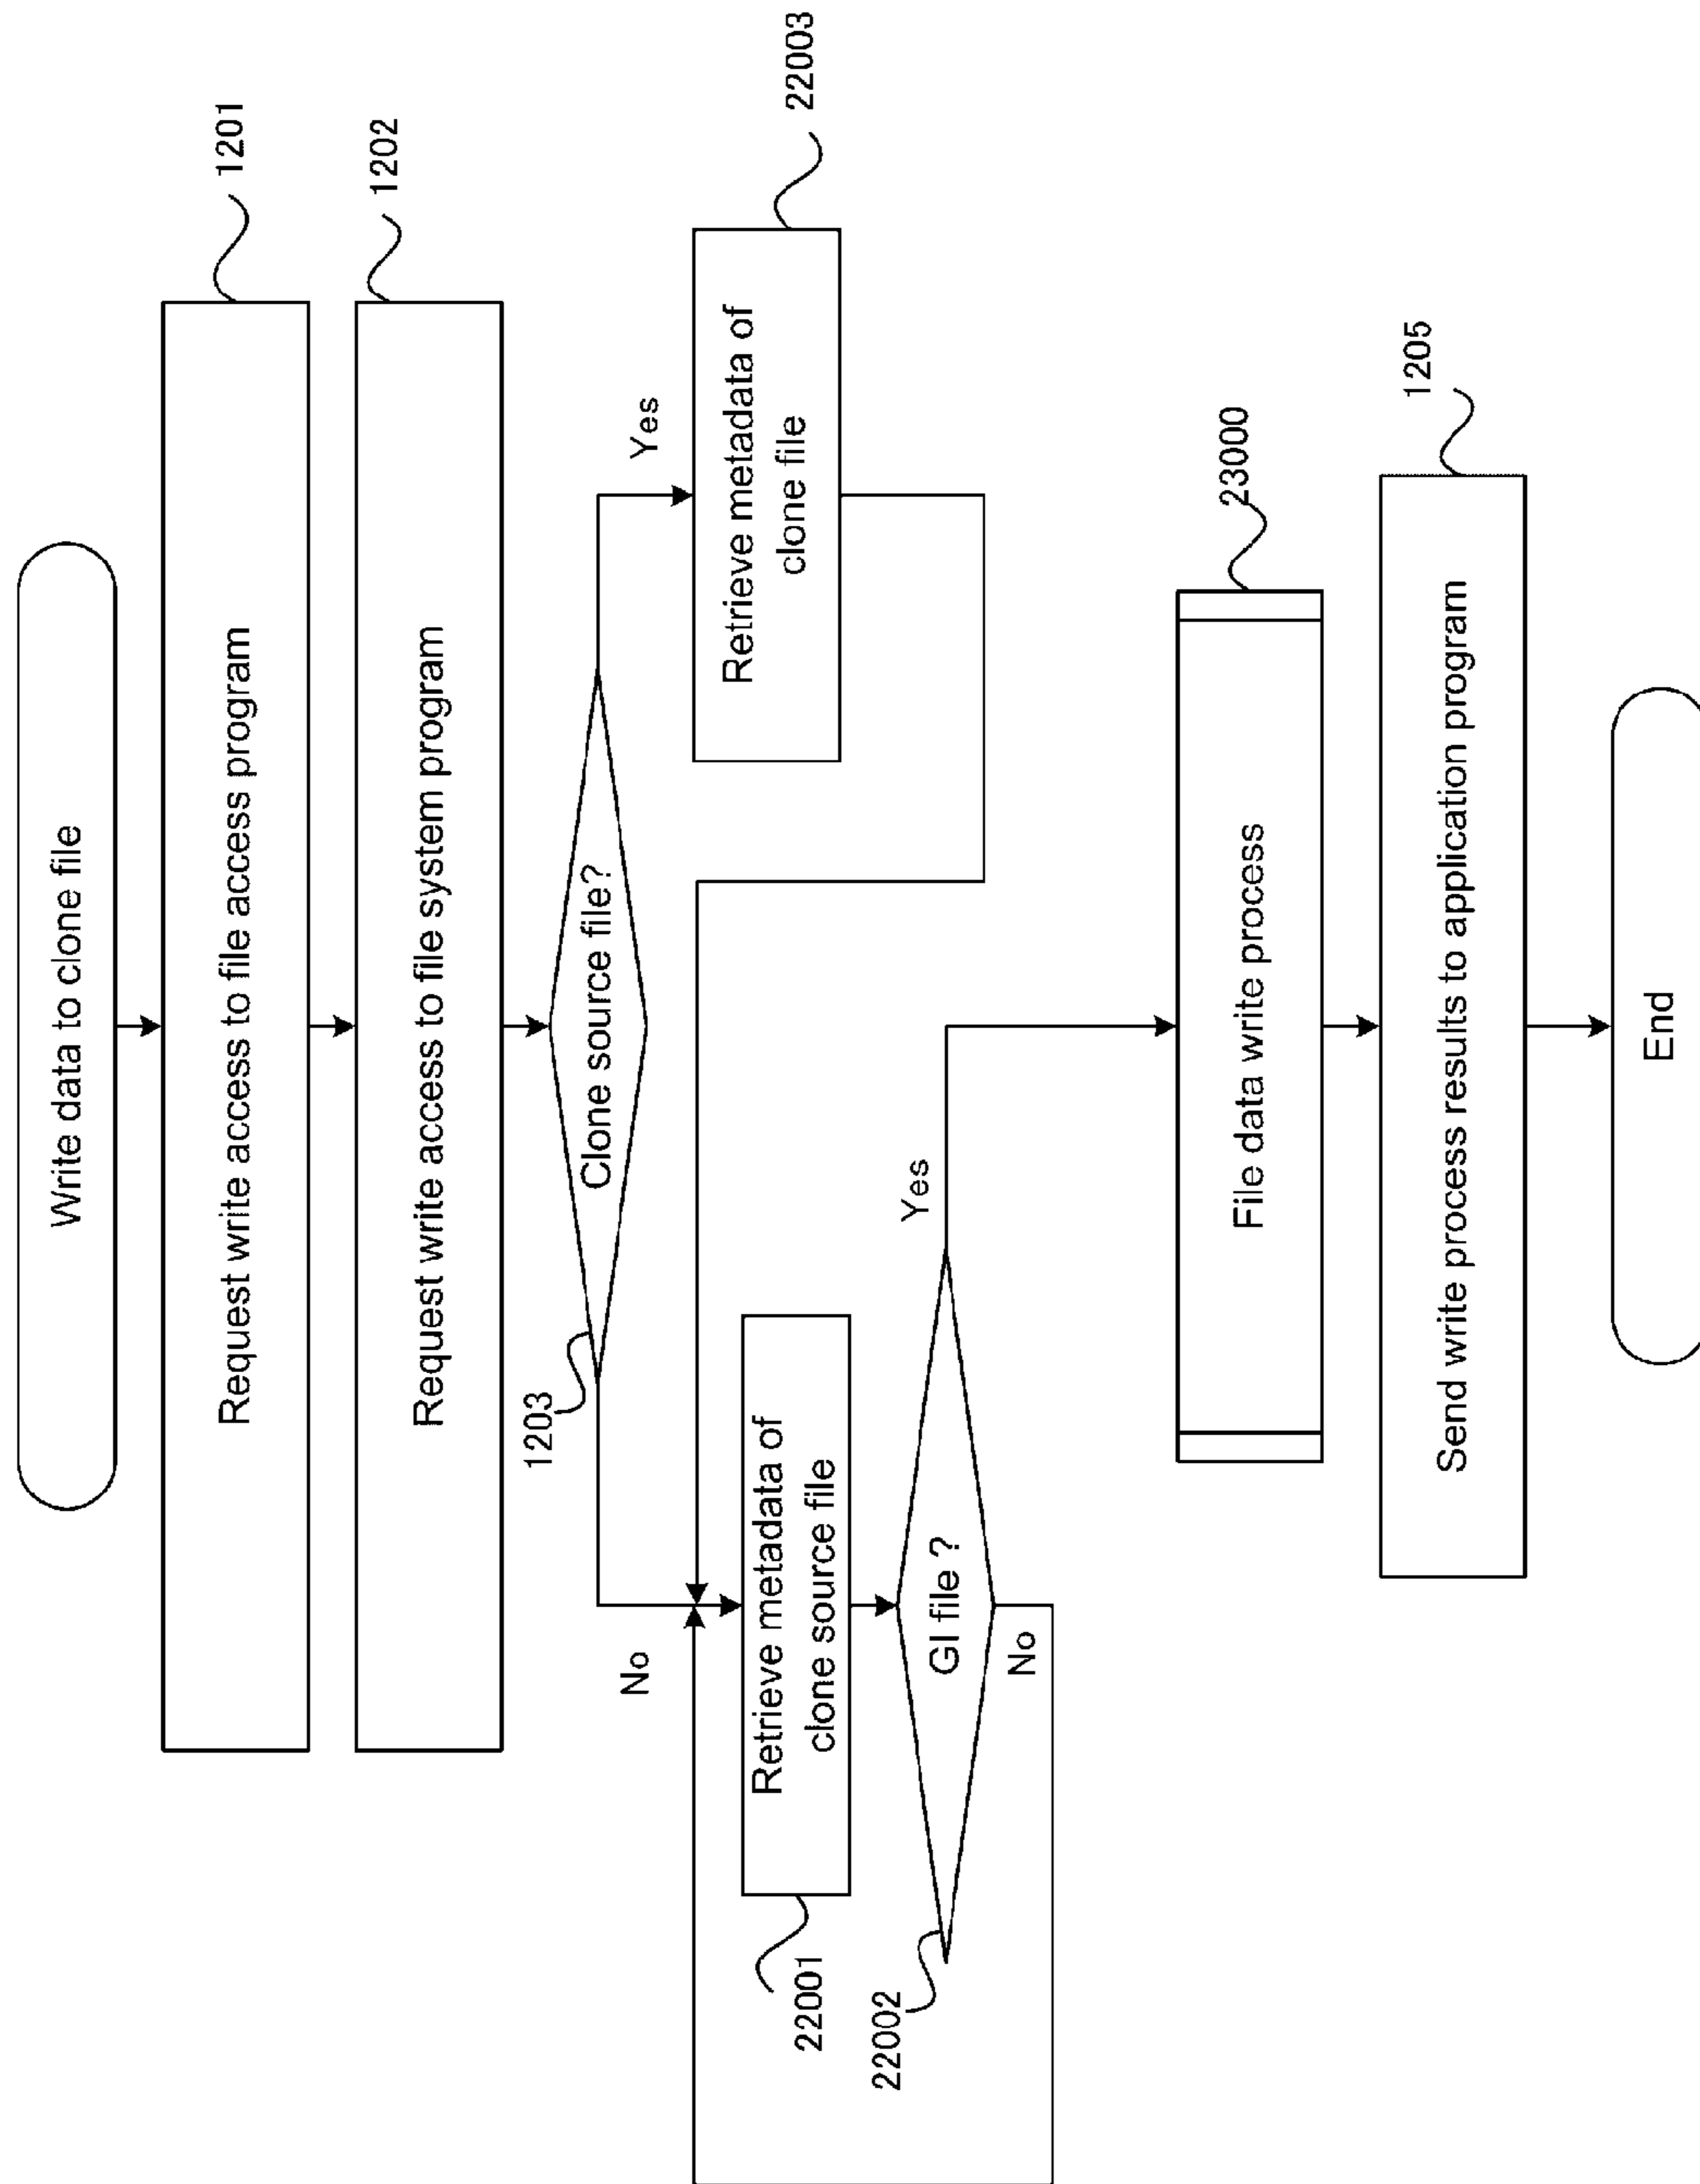 Write data to clone file
Request write access to file access program
1201
Request write access to file system program
1202
Clone source file?
1203
Yes
No
Retrieve metadata of
clone file
22003
Retrieve metadata of
clone source file
22001
GI file ?
22002
Yes
No
File data write process
23000
Send write process results to application program
1205
End